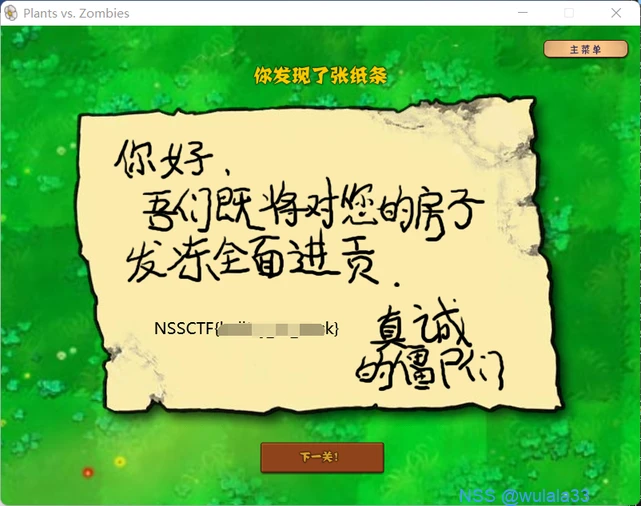 Plants vs. Zombies
主菜单
你发现了张纸条
你好,
吾们既将对您的房子
发冻全面进贡.
NSSCTF{ k}
真诚
的僵尸们
下一关!
NSS @wulala33